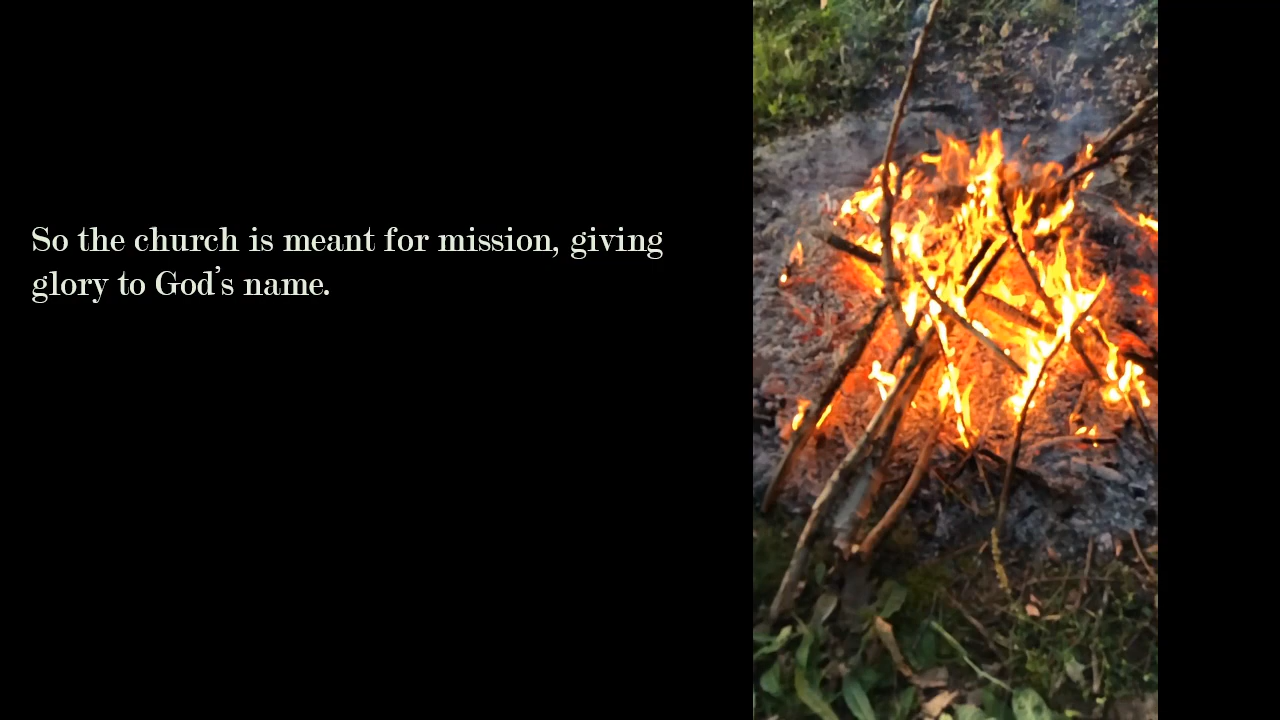 So the church is meant for mission, giving
glory to God’s name.